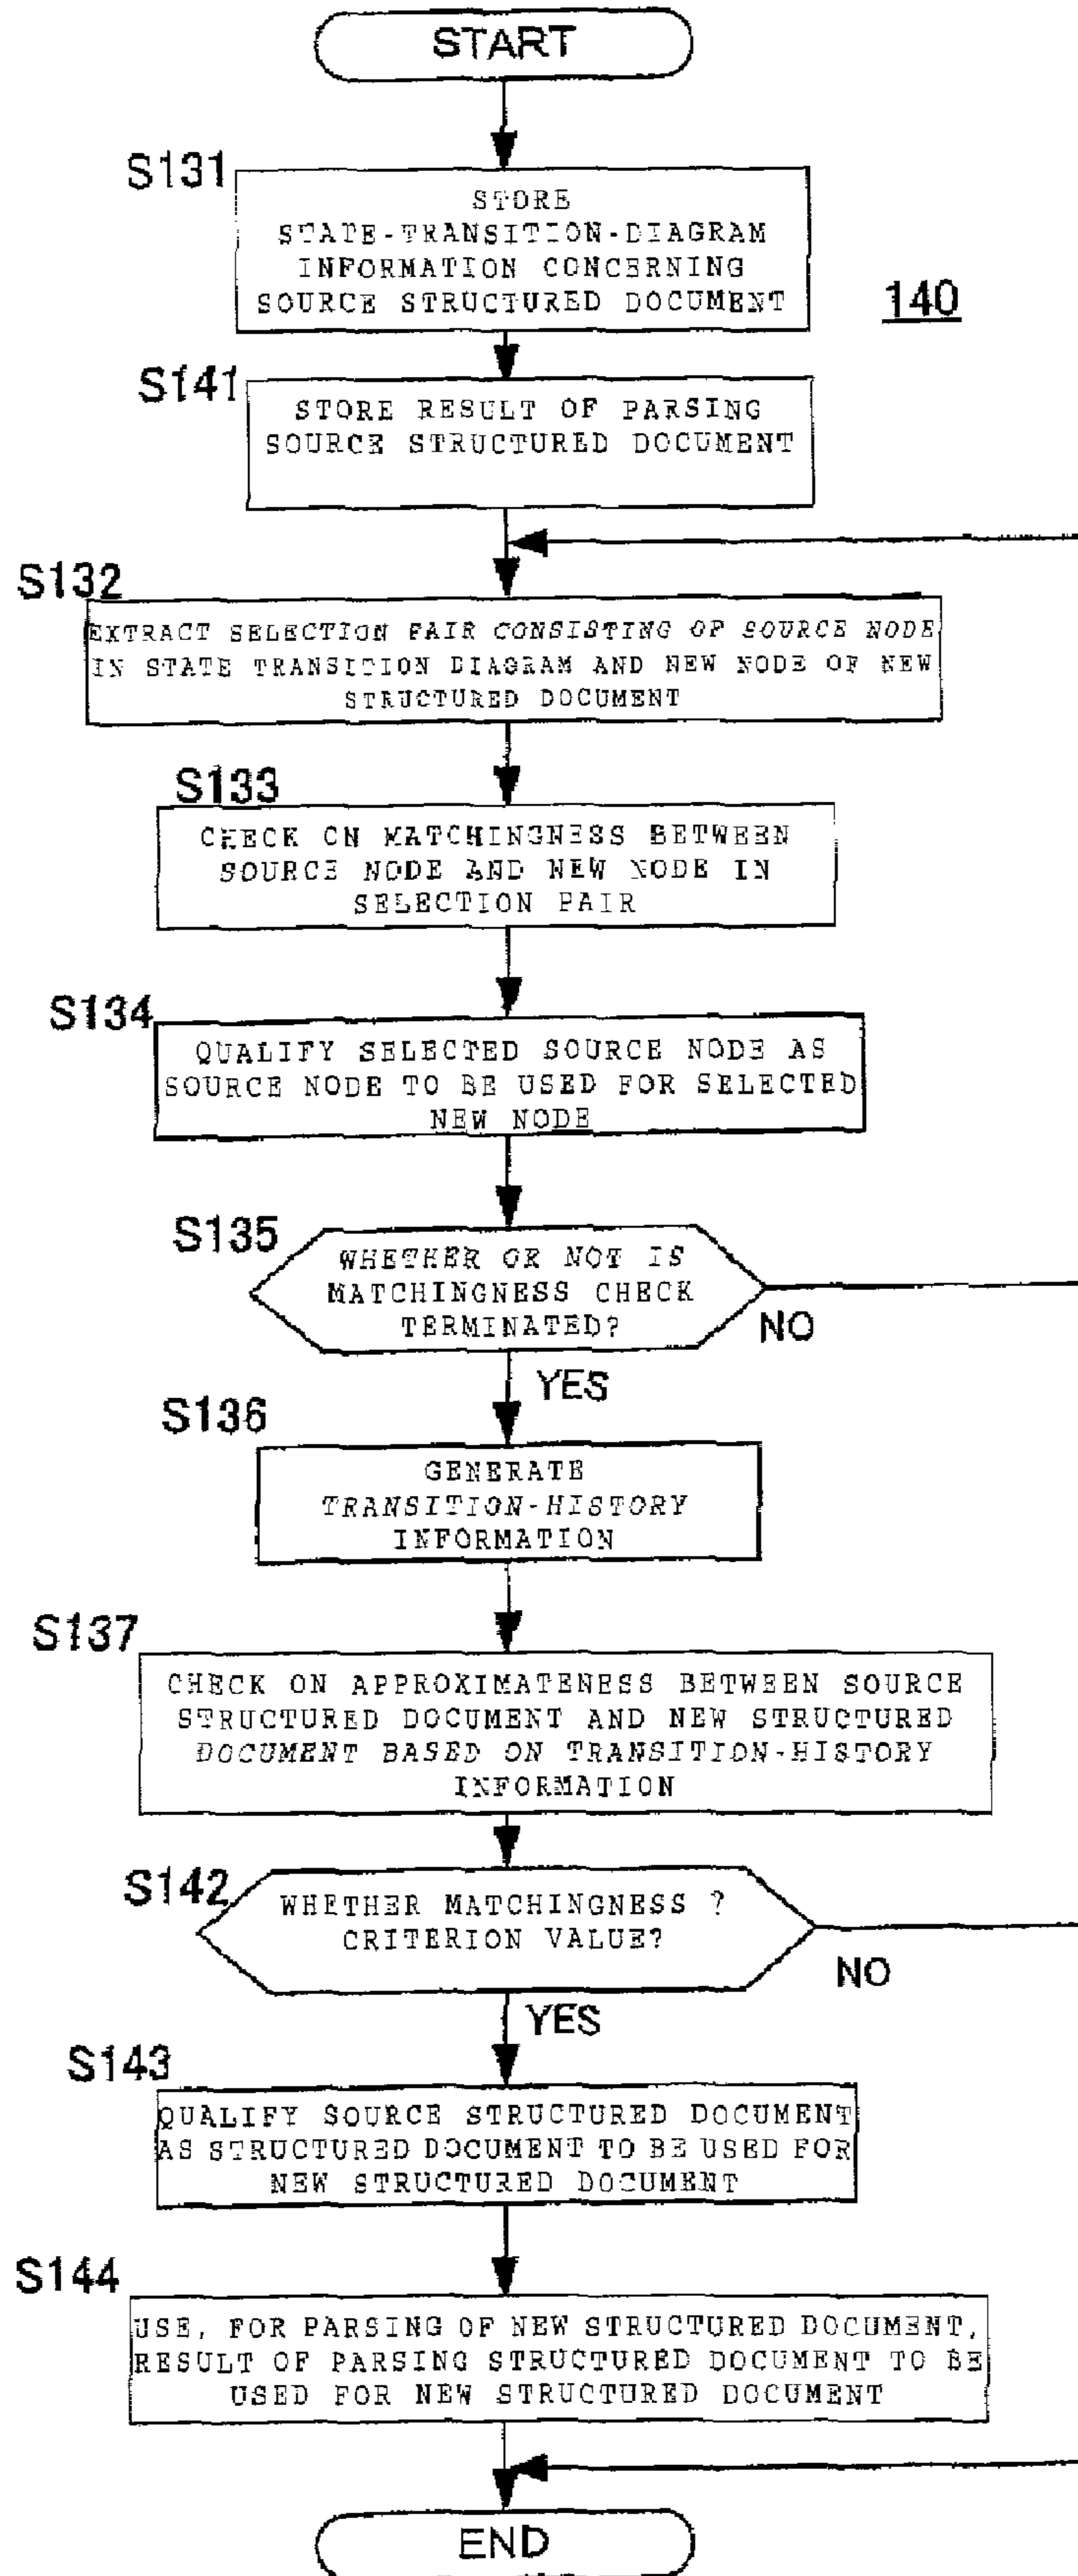 START
S131
STORE
STATE-TRANSITION-DIAGRAM
INFORMATION CONCERNING
SOURCE STRUCTURED DOCUMENT
140
S141
STORE RESULT OF PARSING
SOURCE STRUCTURED DOCUMENT
S132
EXTRACT SELECTION PAIR CONSISTING OF SOURCE NODE
IN STATE TRANSITION DIAGRAM AND NEW NODE OF NEW
STRUCTURED DOCUMENT
S133
CHECK ON MATCHINGNESS BETWEEN
SOURCE NODE AND NEW NODE IN
SELECTION PAIR
S134
QUALIFY SELECTED SOURCE NODE AS
SOURCE NODE TO BE USED FOR SELECTED
NEW NODE
S135
WHETHER OR NOT IS
MATCHINGNESS CHECK
TERMINATED?
NO
YES
S136
GENERATE
TRANSITION-HISTORY
INFORMATION
S137
CHECK ON APPROXIMATENESS BETWEEN SOURCE
STRUCTURED DOCUMENT AND NEW STRUCTURED
DOCUMENT BASED ON TRANSITION-HISTORY
INFORMATION
S142
WHETHER MATCHINGNESS ?
CRITERION VALUE?
NO
YES
S143
QUALIFY SOURCE STRUCTURED DOCUMENT
AS STRUCTURED DOCUMENT TO BE USED FOR
NEW STRUCTURED DOCUMENT
S144
USE, FOR PARSING OF NEW STRUCTURED DOCUMENT,
RESULT OF PARSING STRUCTURED DOCUMENT TO BE
USED FOR NEW STRUCTURED DOCUMENT
END